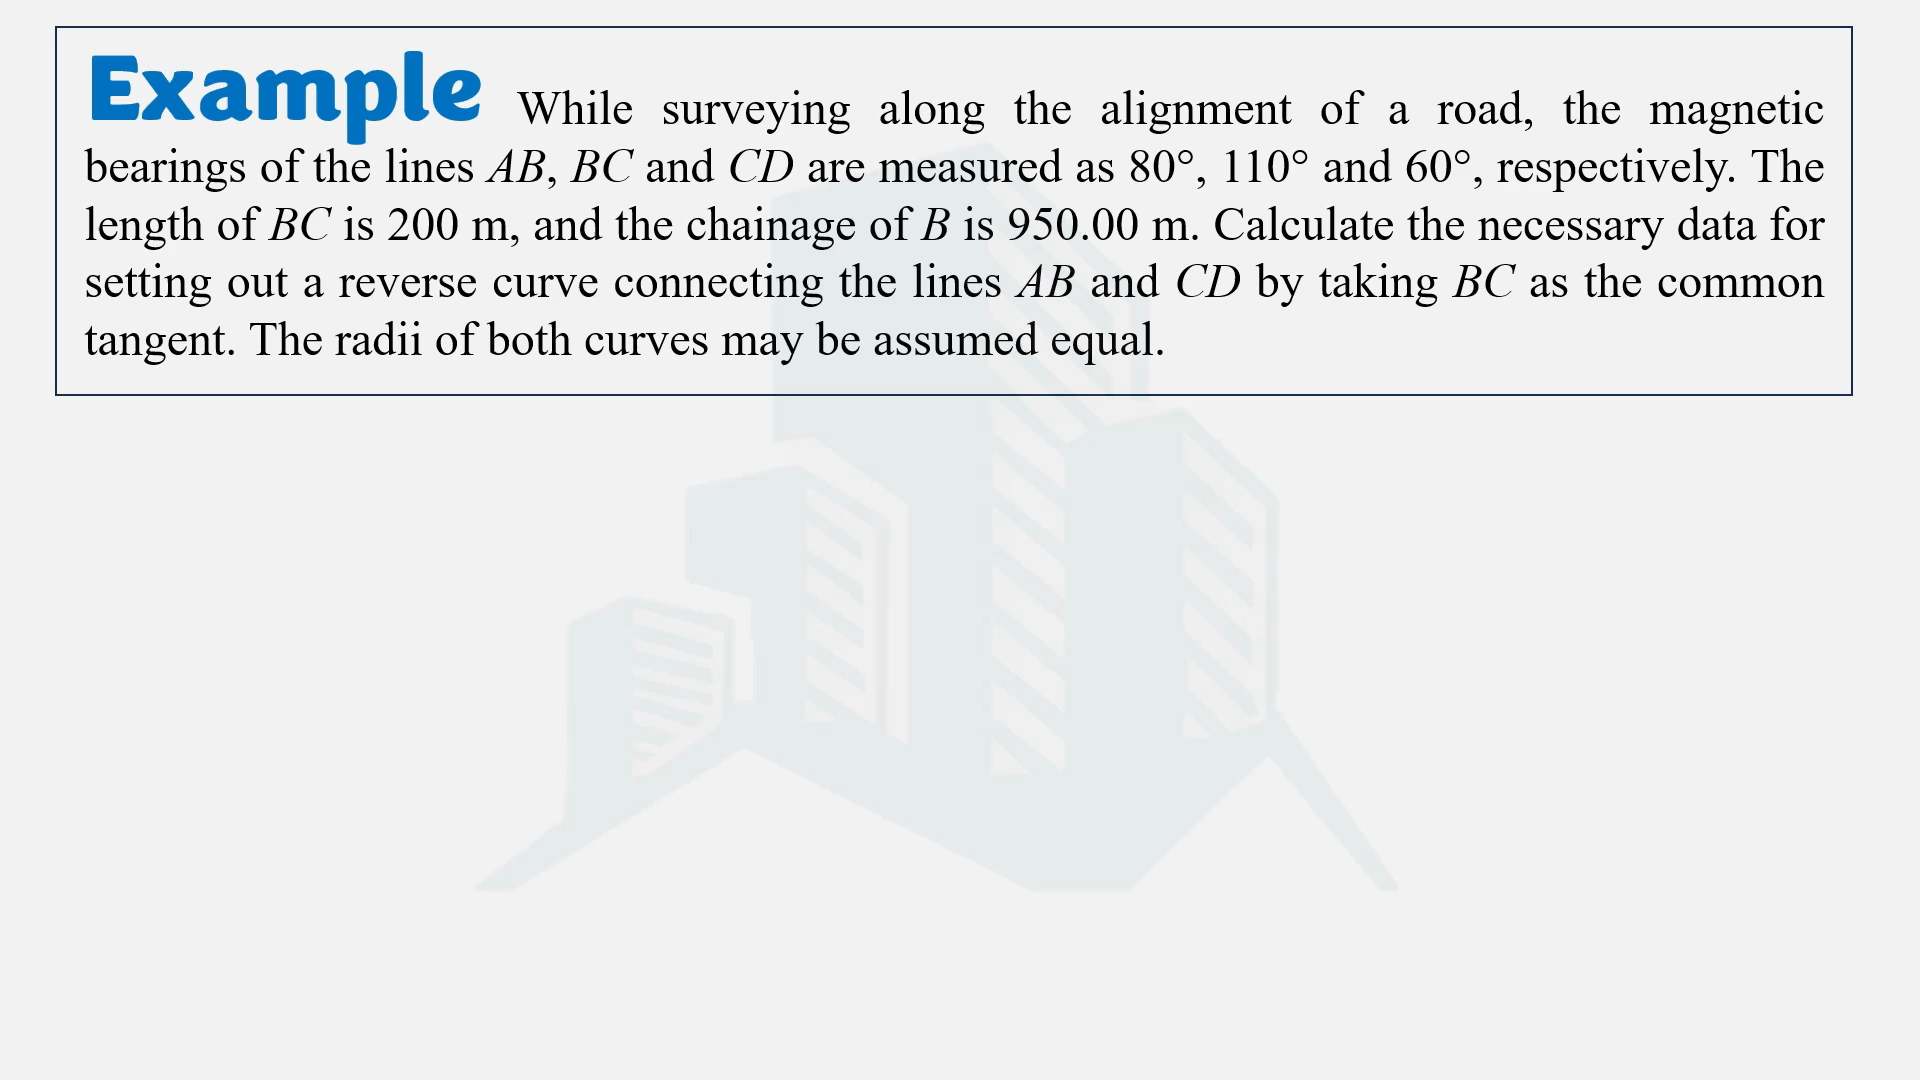 Example While surveying along the alignment of a road, the magnetic
bearings of the lines AB, BC and CD are measured as 80°, 110° and 60°, respectively. The
length of BC is 200 m, and the chainage of B is 950.00 m. Calculate the necessary data for
setting out a reverse curve connecting the lines AB and CD by taking BC as the common
tangent. The radii of both curves may be assumed equal.